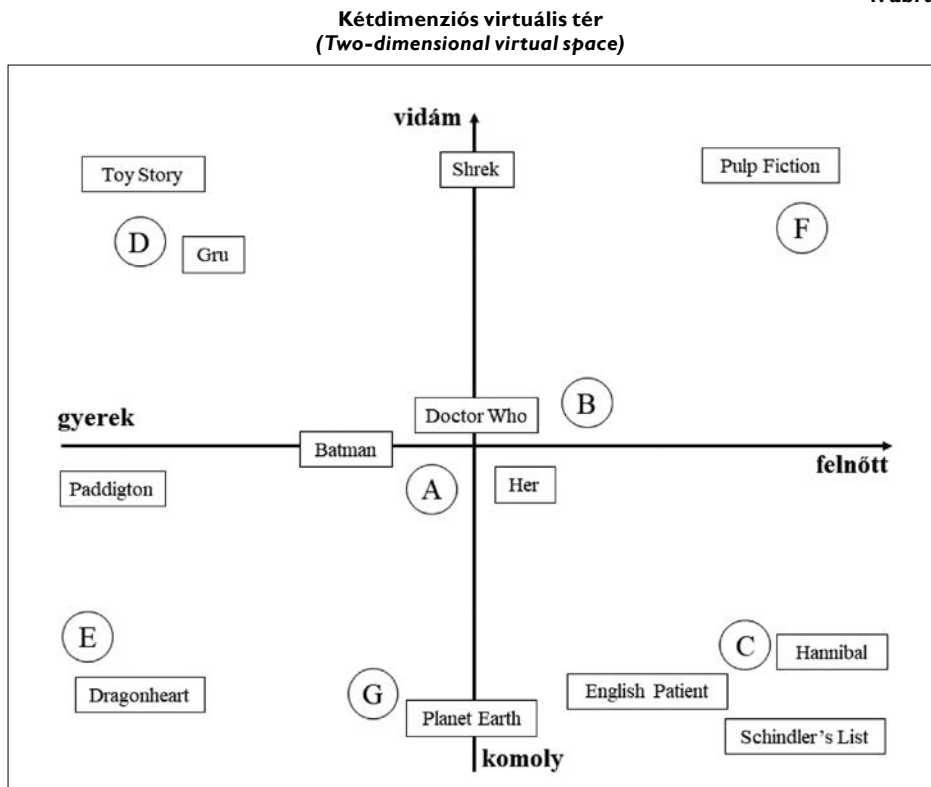 Kétdimenziós virtuális tér
(Two-dimensional virtual space)
vidám
Toy Story
Shrek
Pulp Fiction
D
Gru
F
Doctor Who
B
gyerek
Batman
felnőtt
Paddigton
A
Her
E
C
Hannibal
Dragonheart
G
Planet Earth
English Patient
Schindler's List
komoly